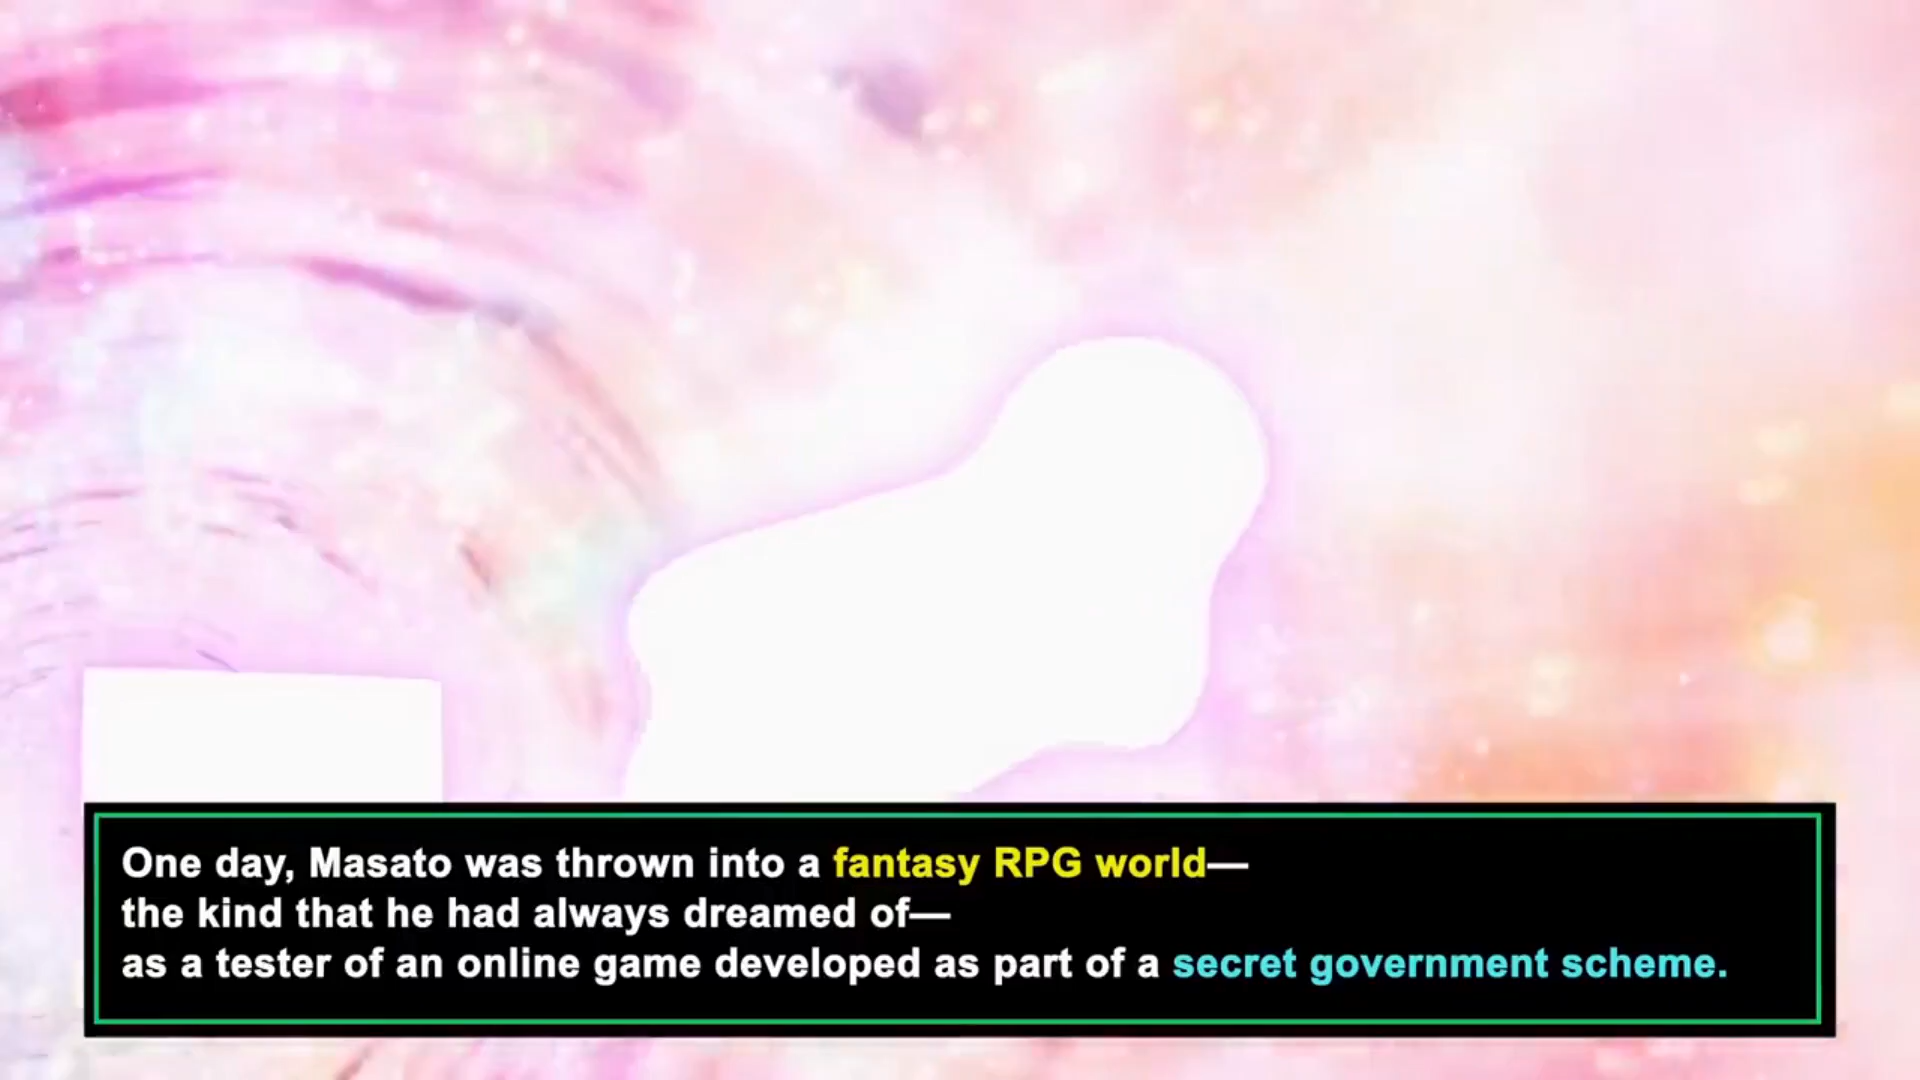 One day, Masato was thrown into a fantasy RPG world—
the kind that he had always dreamed of—
as a tester of an online game developed as part of a secret government scheme.